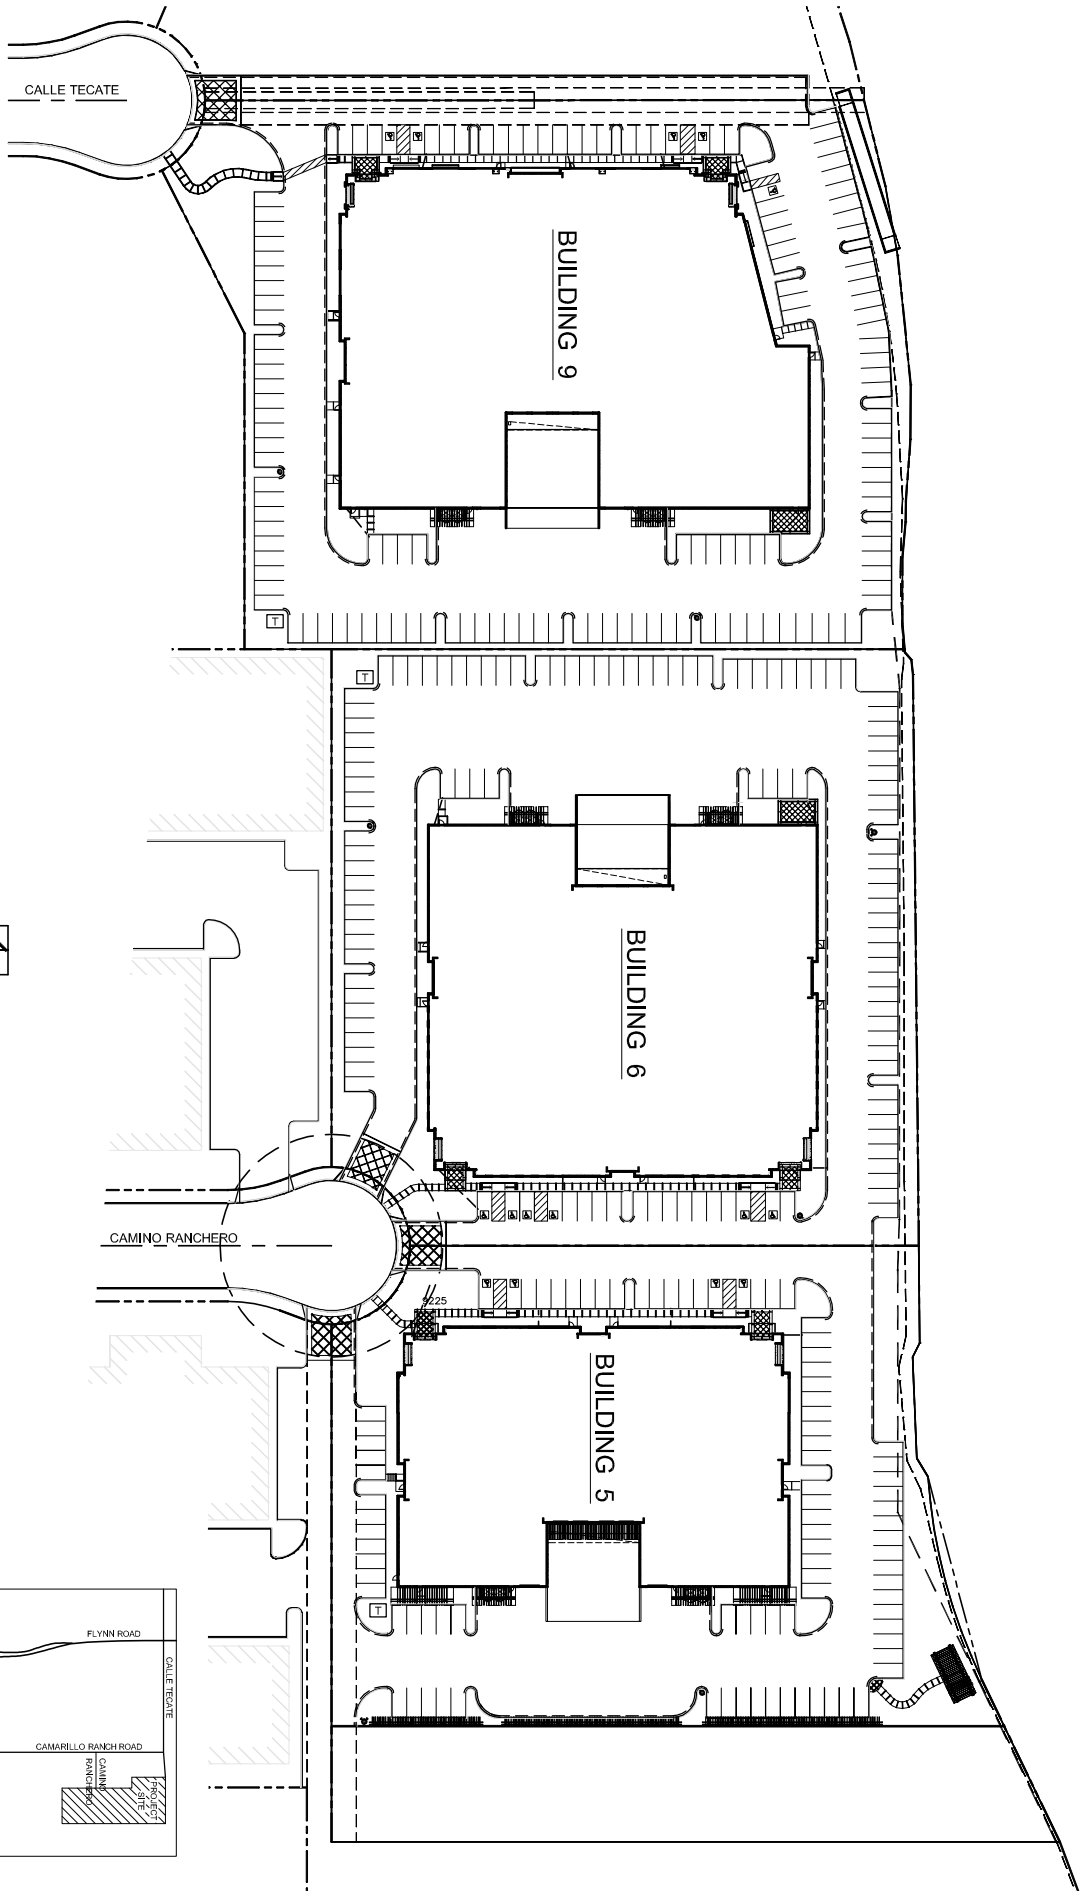 CALLE TECATE
BUILDING 9
T
T
BUILDING 6
CAMINO RANCHERO
9225
BUILDING 5
T
FLYNN ROAD
CALLE TECATE
CAMARILLO RANCH ROAD
CAMINO
RANCHERO
PROJECT
SITE